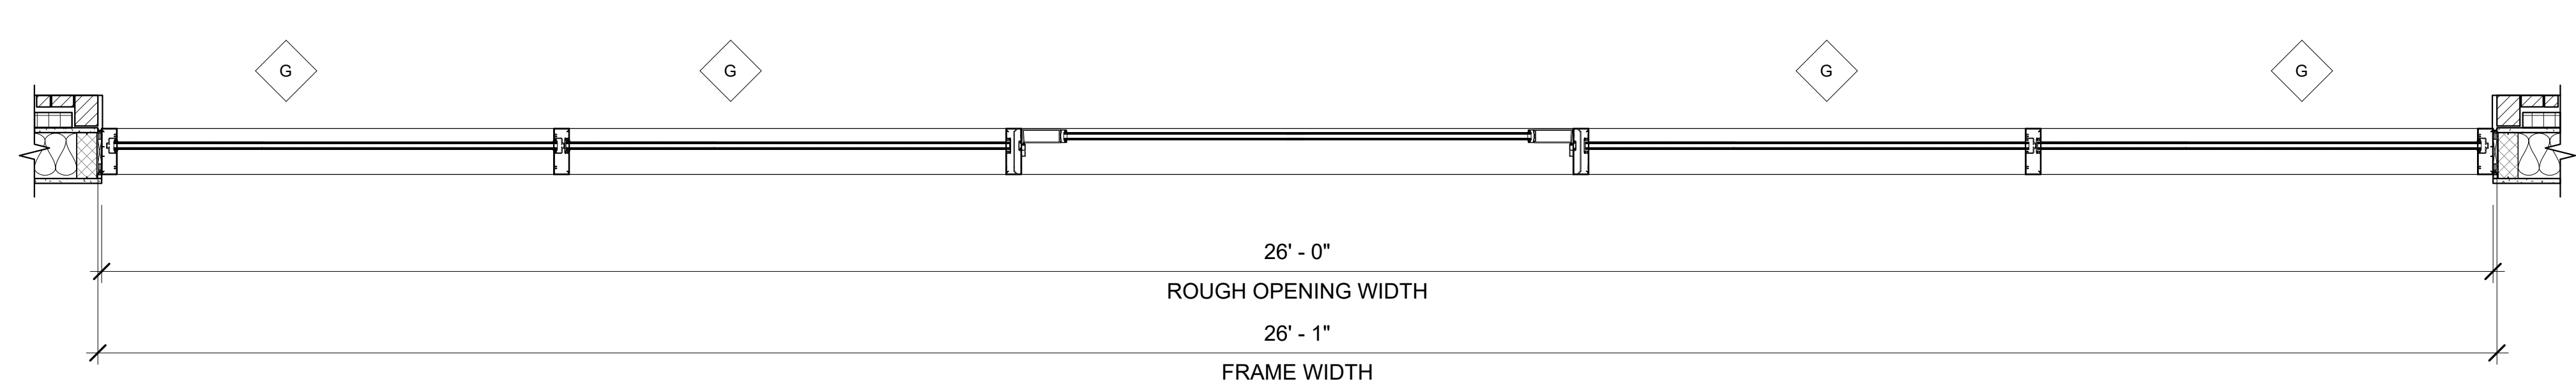 G
G
G
G
26' - 0"
ROUGH OPENING WIDTH
26' - 1"
FRAME WIDTH